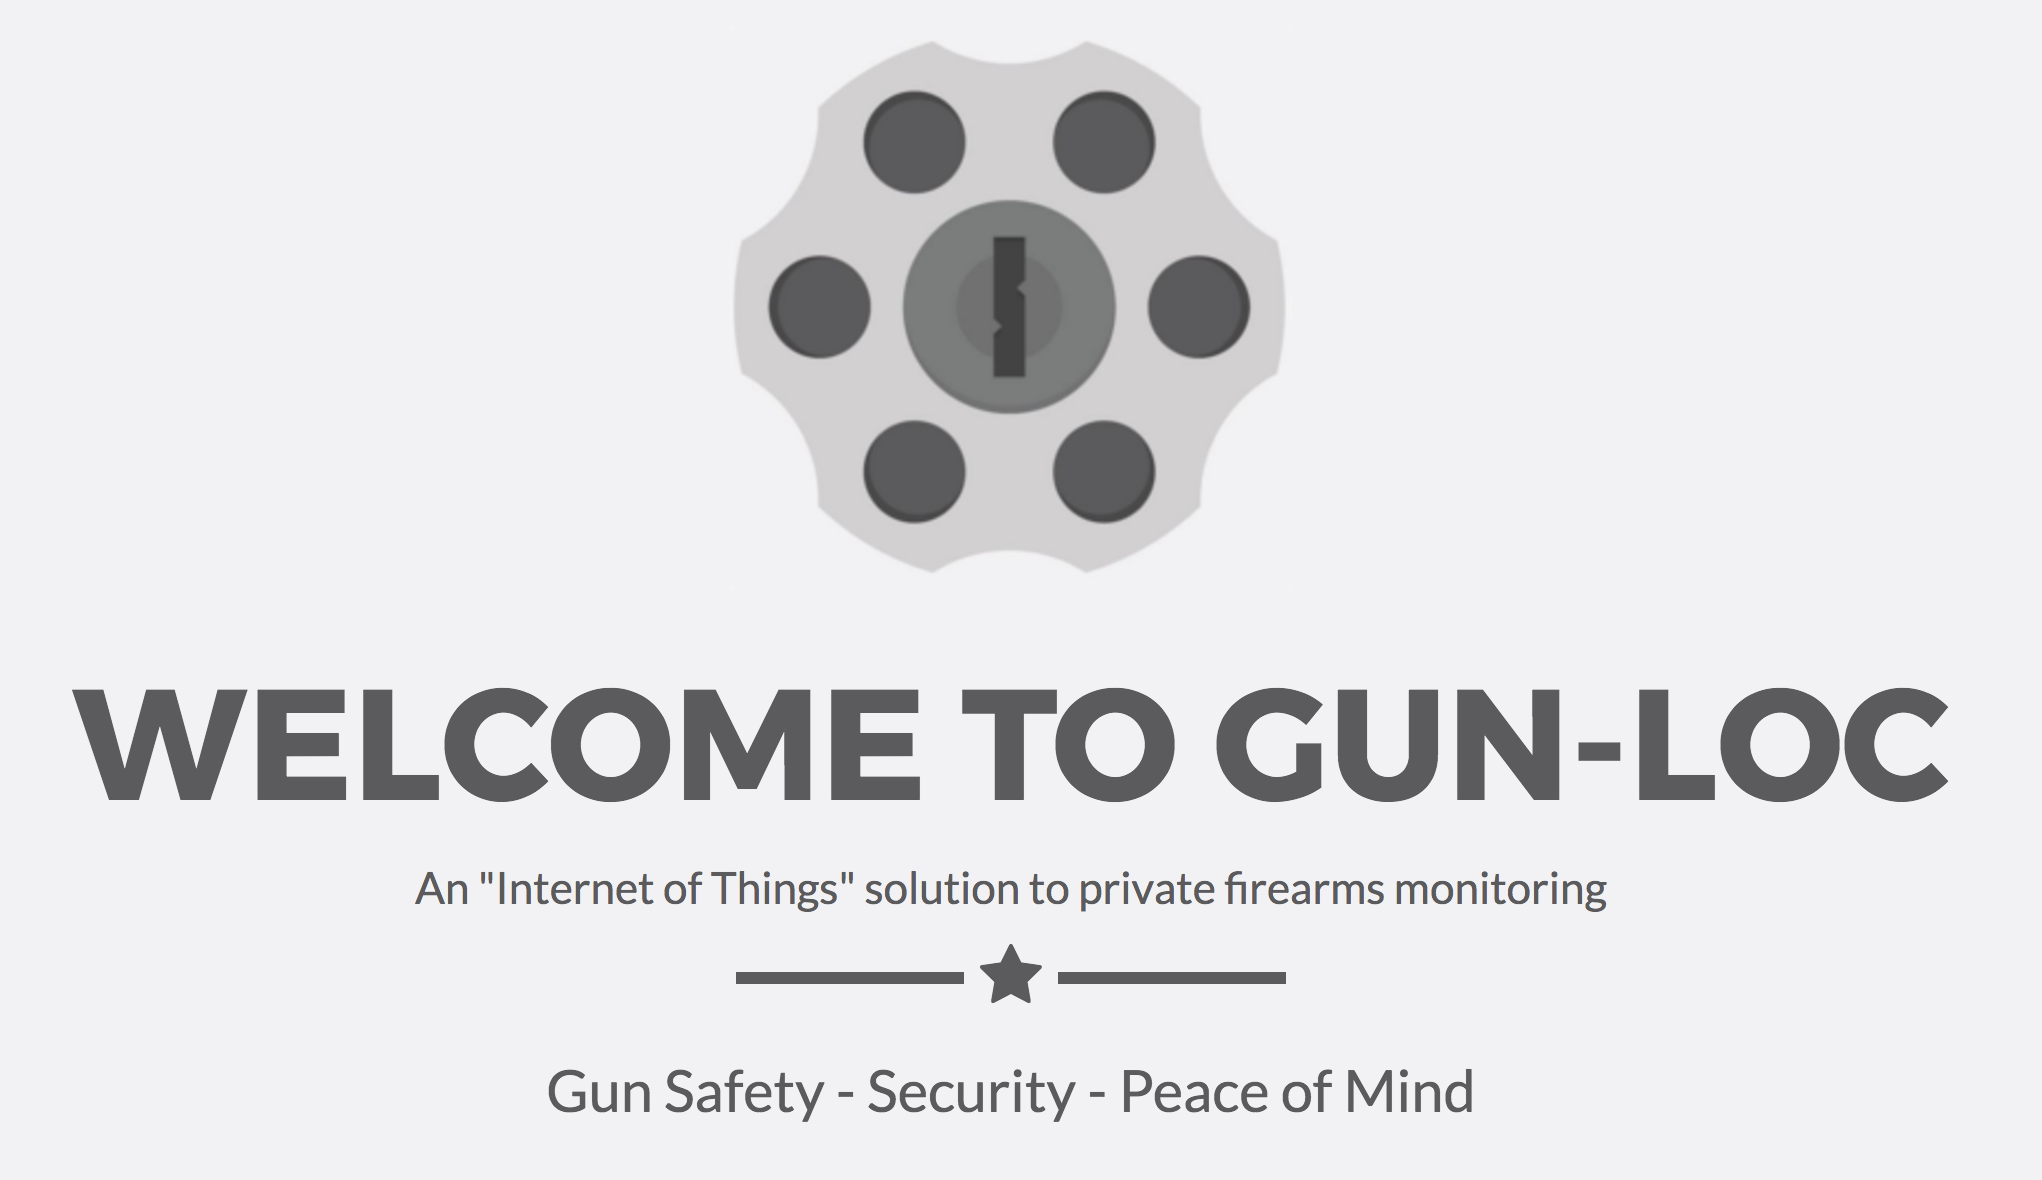 WELCOME TO GUN-LOC
An "Internet of Things" solution to private firearms monitoring
Gun Safety - Security - Peace of Mind